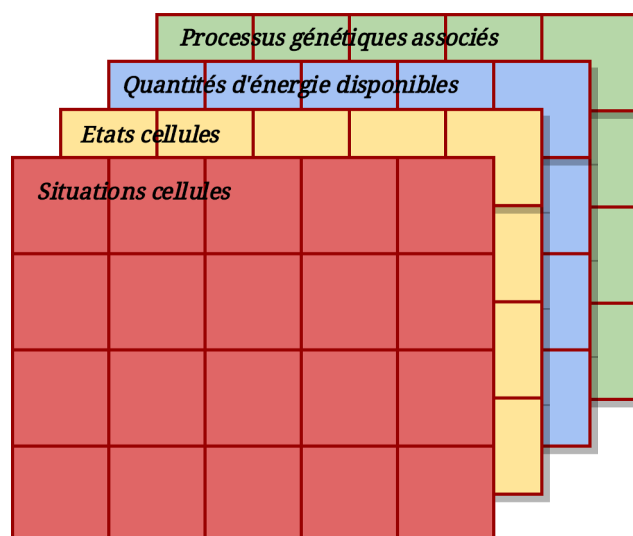 Processus génétiques associés
Quantités d'énergie disponibles
Etats cellules
Situations cellules